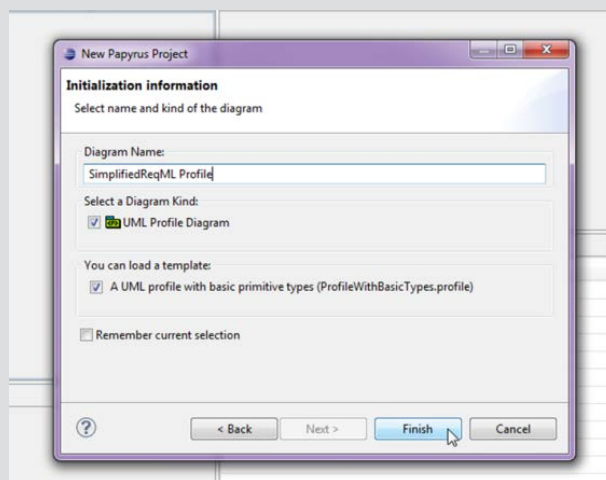 New Papyrus Project
Initialization information
Select name and kind of the diagram
Diagram Name:
SimplifiedReqML Profile
Select a Diagram Kind:
UML Profile Diagram
You can load a template:
A UML profile with basic primitive types (ProfileWithBasicTypes.profile)
Remember current selection
?
< Back
Next >
Finish
Cancel